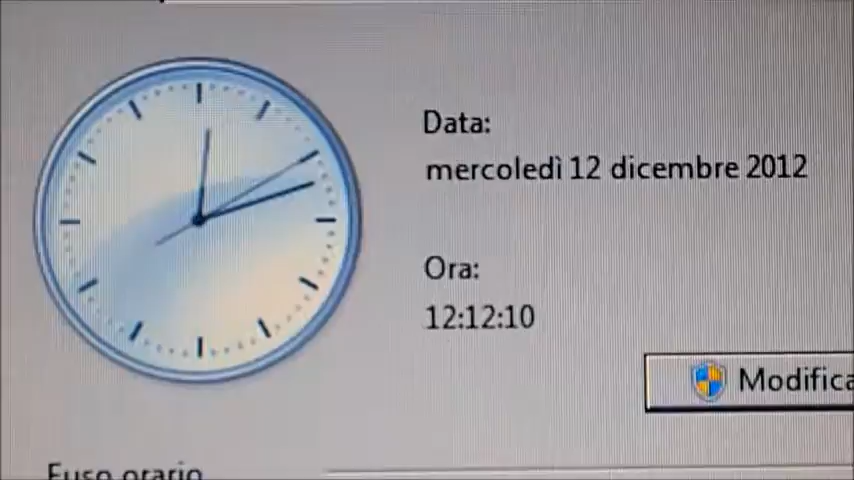 Data:
mercoledì 12 dicembre 2012
Ora:
12:12:10
Modifica
Fuso orario